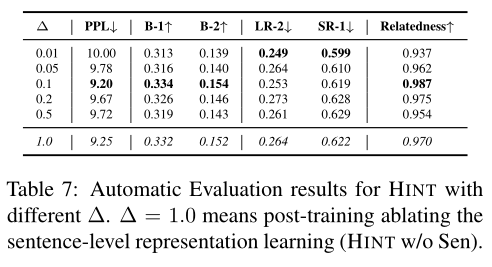 Δ | PPL↓ | B-1↑ B-2↑ | LR-2↓ SR-1↓ | Relatedness↑
0.01 | 10.00 | 0.313 0.139 | 0.249 0.599 | 0.937
0.05 | 9.78 | 0.316 0.140 | 0.264 0.610 | 0.962
0.1 | 9.20 | 0.334 0.154 | 0.253 0.619 | 0.987
0.2 | 9.67 | 0.326 0.146 | 0.273 0.628 | 0.975
0.5 | 9.72 | 0.319 0.143 | 0.261 0.629 | 0.954
1.0 | 9.25 | 0.332 0.152 | 0.264 0.622 | 0.970
Table 7: Automatic Evaluation results for HINT with
different Δ. Δ = 1.0 means post-training ablating the
sentence-level representation learning (HINT w/o Sen).